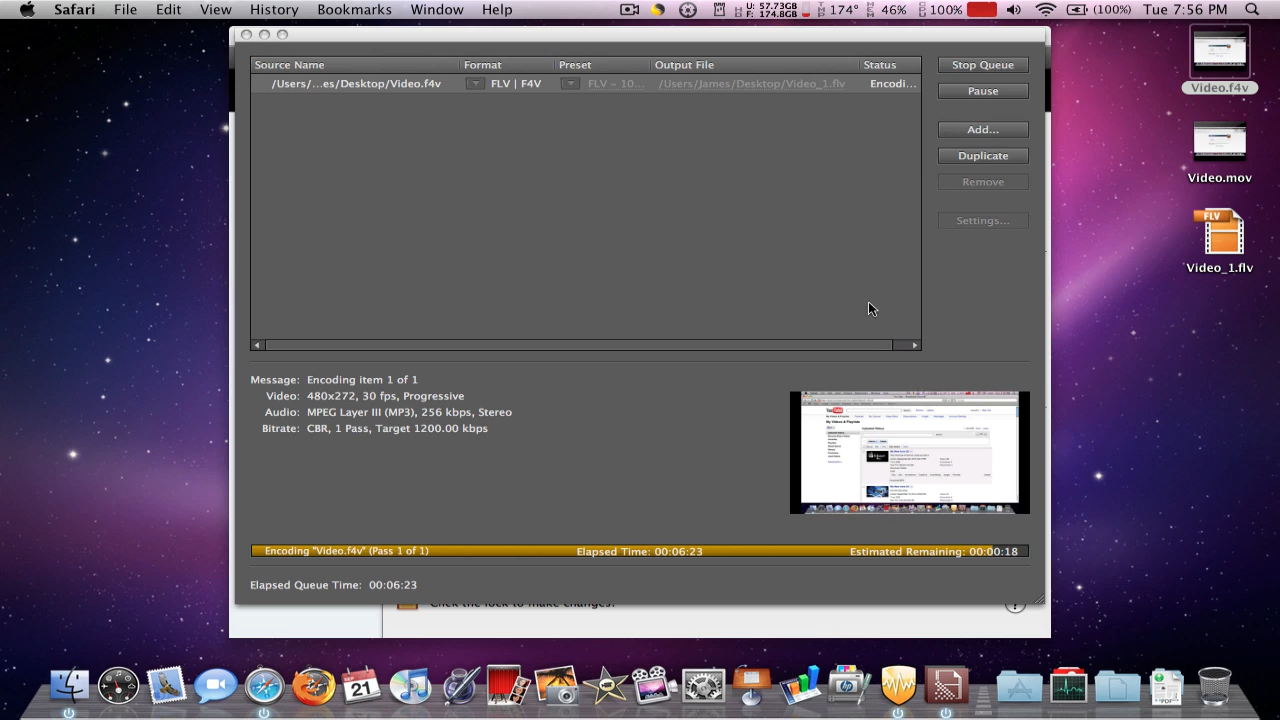 Safari File Edit View History Bookmarks Window Help U: 57.73GB F: 174.8GB 174° 46% 100% (100%) Tue 7:56 PM
Source Name Format Preset Output File Status
/Users/...es/Desktop/Video.f4v FLV | F4V FLV - 10... /Users/James/Desktop/Video_1.flv Encodi...
Stop Queue
Pause
Add...
Duplicate
Remove
Settings...
Video.f4v
Video.mov
FLV
Video_1.flv
Message: Encoding item 1 of 1
Video: 480x272, 30 fps, Progressive
Audio: MPEG Layer III (MP3), 256 kbps, Stereo
Bitrate: CBR, 1 Pass, Target 1200.00 kbps
Encoding "Video.f4v" (Pass 1 of 1) Elapsed Time: 00:06:23 Estimated Remaining: 00:00:18
Elapsed Queue Time: 00:06:23
Click the lock to make changes.
?
21
PDF